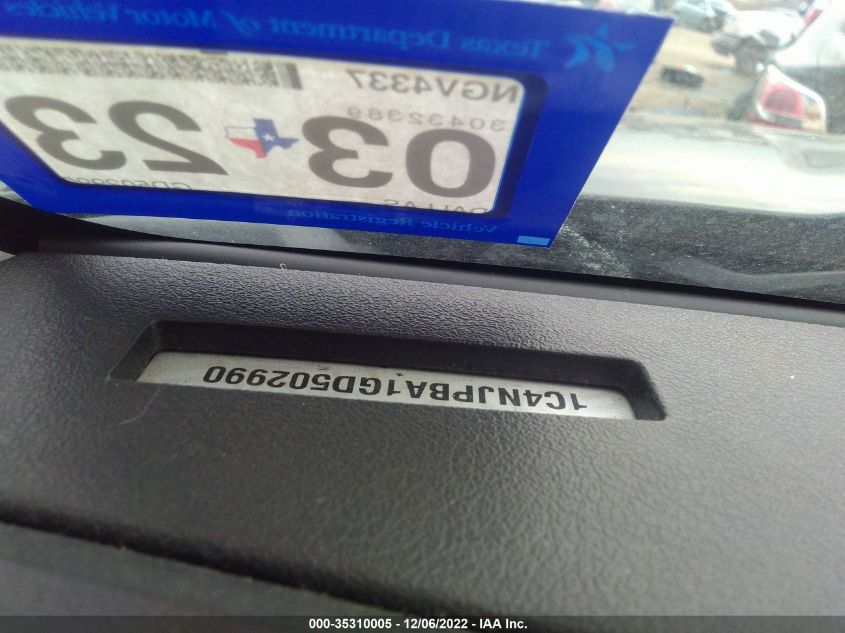 Texas Department of Motor Vehicles
NGV4337
30432389
03 23
DALLAS
Vehicle Registration
1C4NJPBA1GD502990
000-35310005 - 12/06/2022 - IAA Inc.